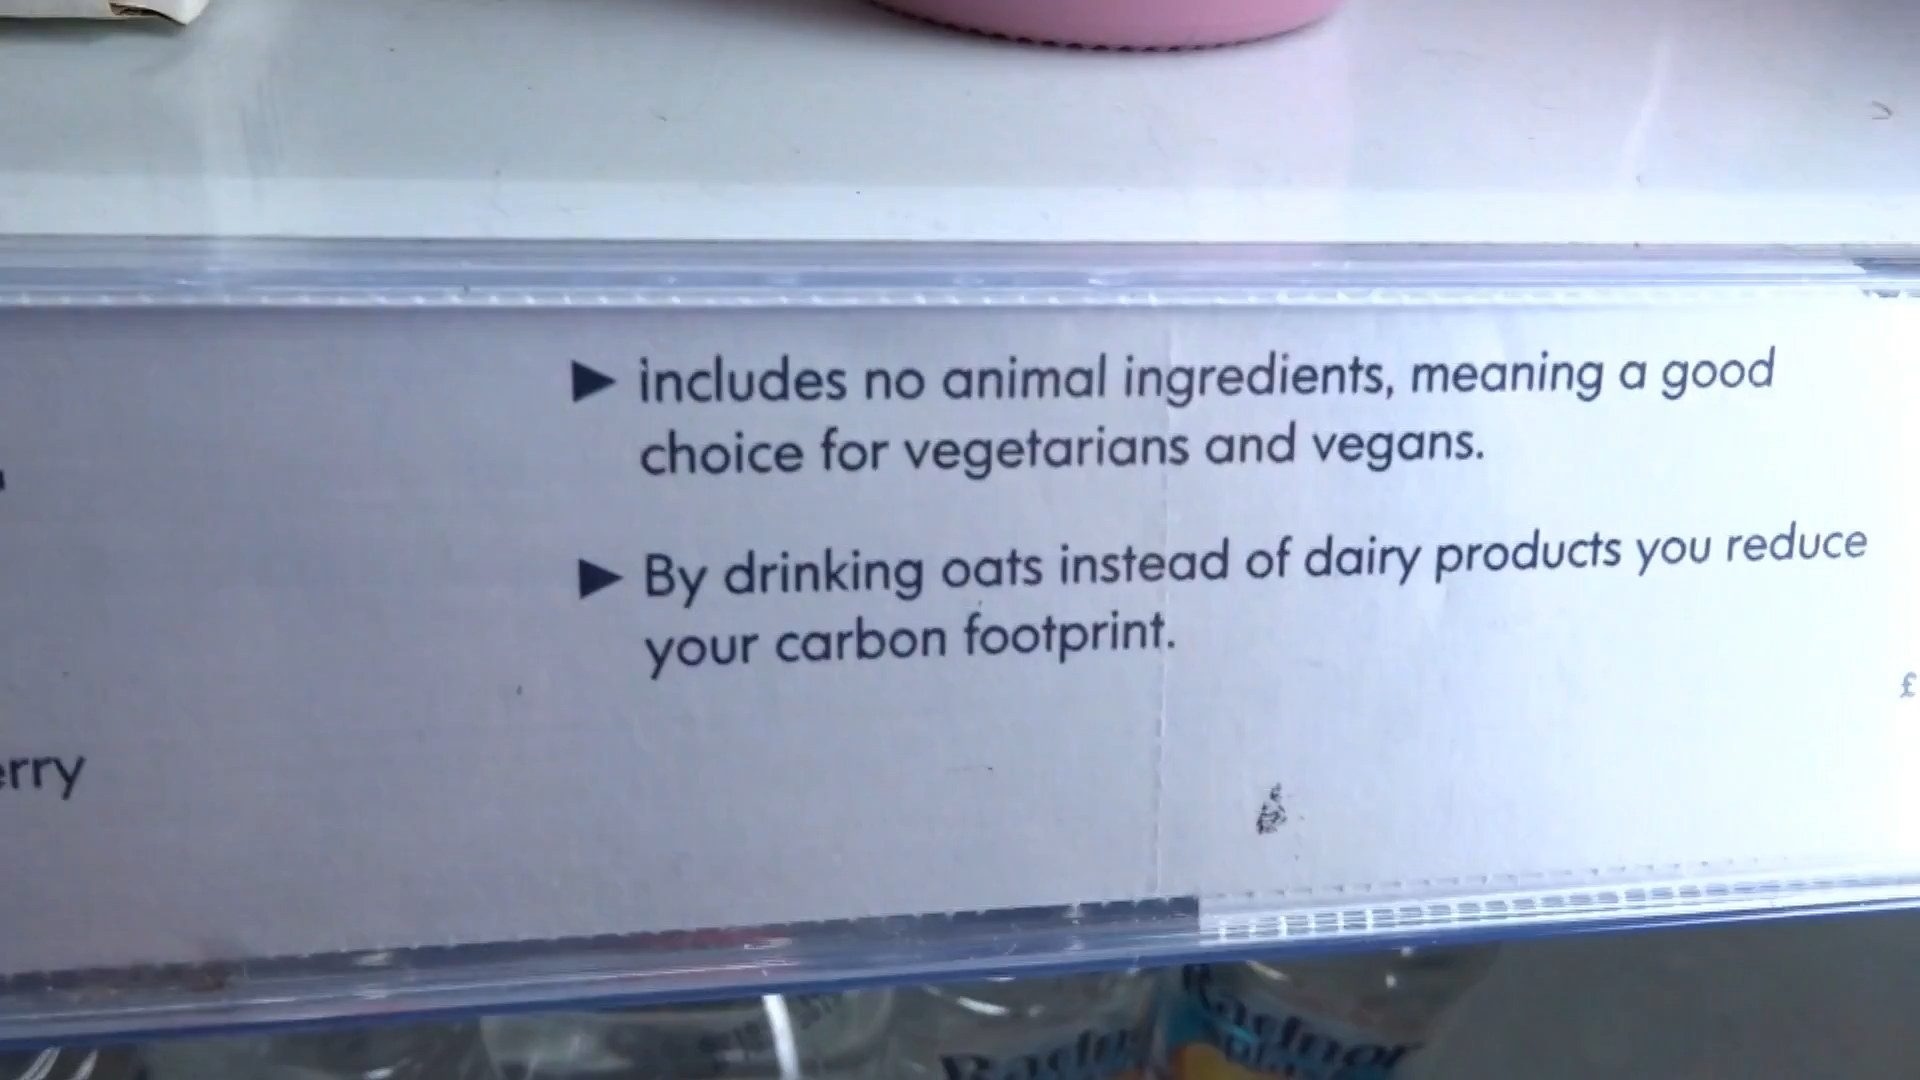 includes no animal ingredients, meaning a good
choice for vegetarians and vegans.
By drinking oats instead of dairy products you reduce
your carbon footprint.
£
erry
Radnor